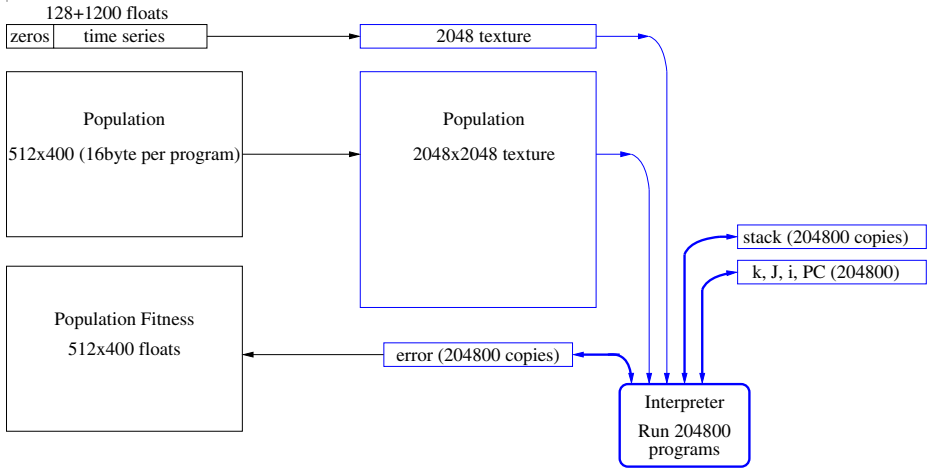 128+1200 floats
zeros
time series
2048 texture
Population
512x400 (16byte per program)
Population
2048x2048 texture
stack (204800 copies)
k, J, i, PC (204800)
Population Fitness
512x400 floats
error (204800 copies)
Interpreter
Run 204800
programs